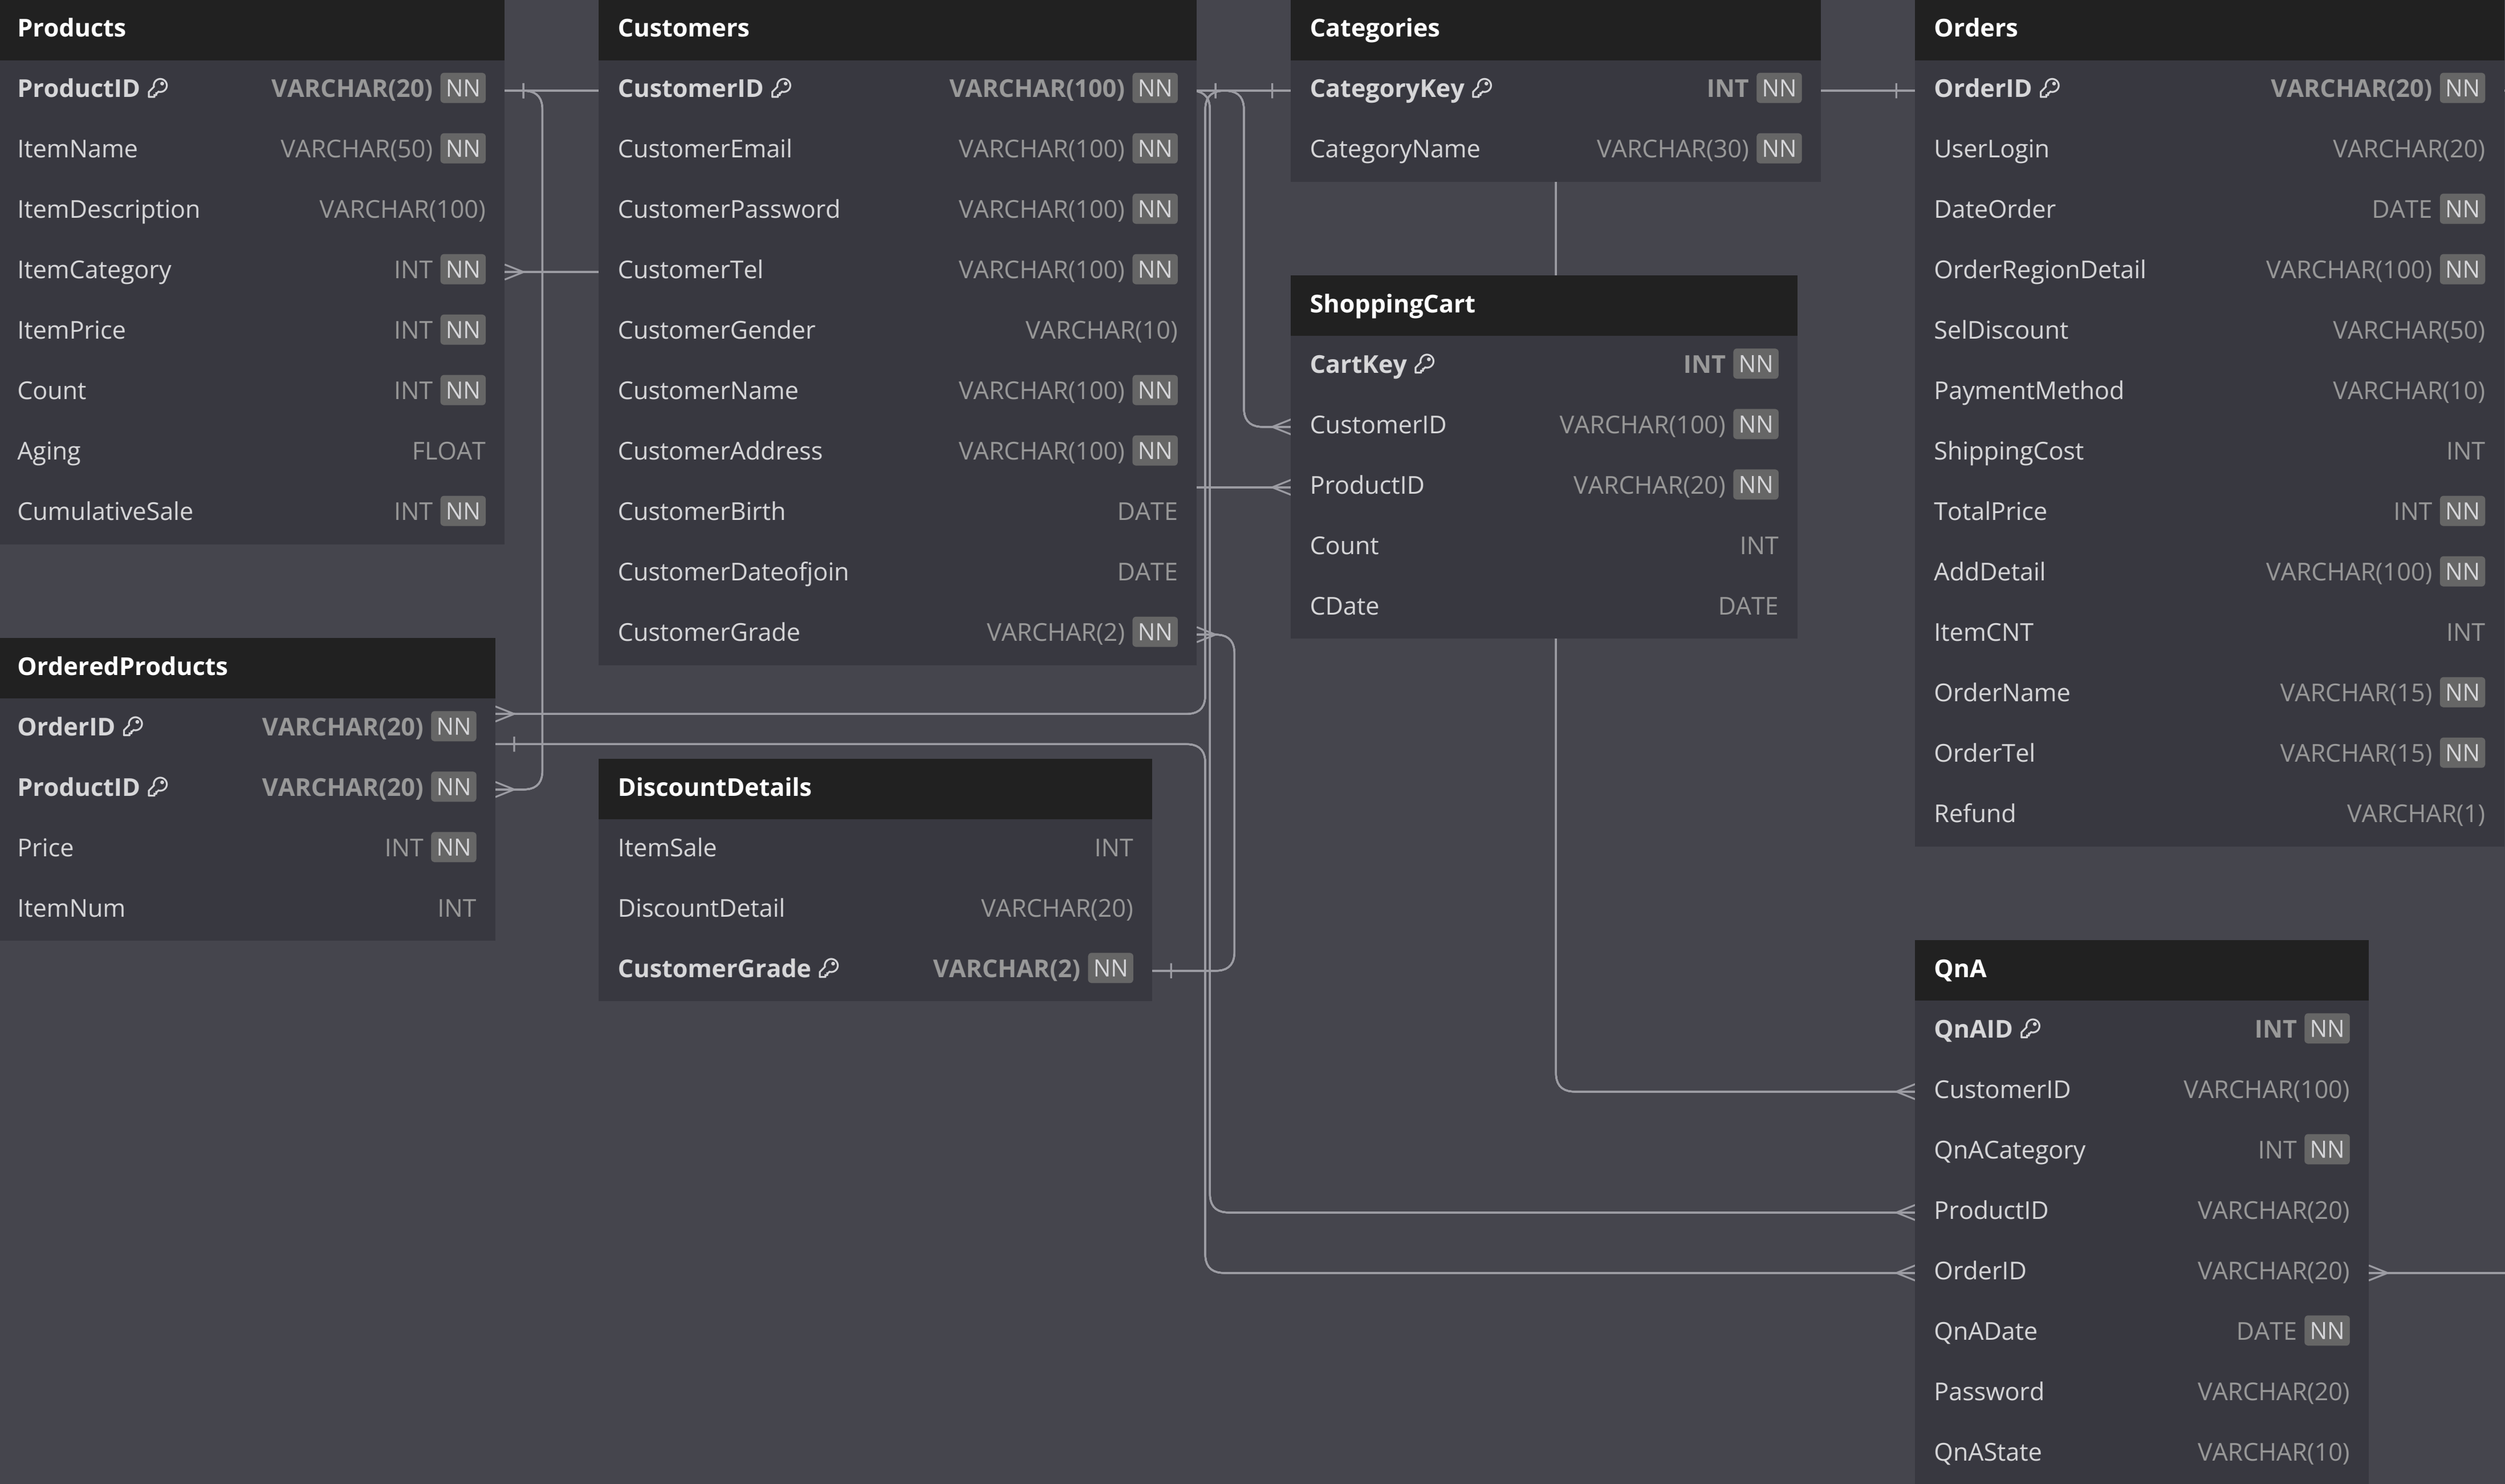 Products
ProductID VARCHAR(20) NN
ItemName VARCHAR(50) NN
ItemDescription VARCHAR(100)
ItemCategory INT NN
ItemPrice INT NN
Count INT NN
Aging FLOAT
CumulativeSale INT NN
OrderedProducts
OrderID VARCHAR(20) NN
ProductID VARCHAR(20) NN
Price INT NN
ItemNum INT
Customers
CustomerID VARCHAR(100) NN
CustomerEmail VARCHAR(100) NN
CustomerPassword VARCHAR(100) NN
CustomerTel VARCHAR(100) NN
CustomerGender VARCHAR(10)
CustomerName VARCHAR(100) NN
CustomerAddress VARCHAR(100) NN
CustomerBirth DATE
CustomerDateofjoin DATE
CustomerGrade VARCHAR(2) NN
DiscountDetails
ItemSale INT
DiscountDetail VARCHAR(20)
CustomerGrade VARCHAR(2) NN
Categories
CategoryKey INT NN
CategoryName VARCHAR(30) NN
ShoppingCart
CartKey INT NN
CustomerID VARCHAR(100) NN
ProductID VARCHAR(20) NN
Count INT
CDate DATE
Orders
OrderID VARCHAR(20) NN
UserLogin VARCHAR(20)
DateOrder DATE NN
OrderRegionDetail VARCHAR(100) NN
SelDiscount VARCHAR(50)
PaymentMethod VARCHAR(10)
ShippingCost INT
TotalPrice INT NN
AddDetail VARCHAR(100) NN
ItemCNT INT
OrderName VARCHAR(15) NN
OrderTel VARCHAR(15) NN
Refund VARCHAR(1)
QnA
QnAID INT NN
CustomerID VARCHAR(100)
QnACategory INT NN
ProductID VARCHAR(20)
OrderID VARCHAR(20)
QnADate DATE NN
Password VARCHAR(20)
QnAState VARCHAR(10)